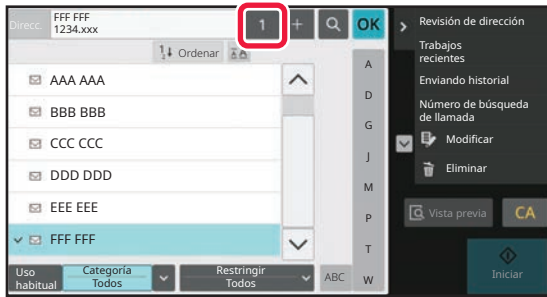 Direcc.
FFF FFF
1234.xxx
1
+
OK
Ordenar
AAA AAA
BBB BBB
CCC CCC
DDD DDD
EEE EEE
FFF FFF
A
D
G
J
M
P
T
W
Uso
habitual
Categoría
Todos
Restringir
Todos
ABC
Revisión de dirección
Trabajos
recientes
Enviando historial
Número de búsqueda
de llamada
Modificar
Eliminar
Vista previa
CA
Iniciar